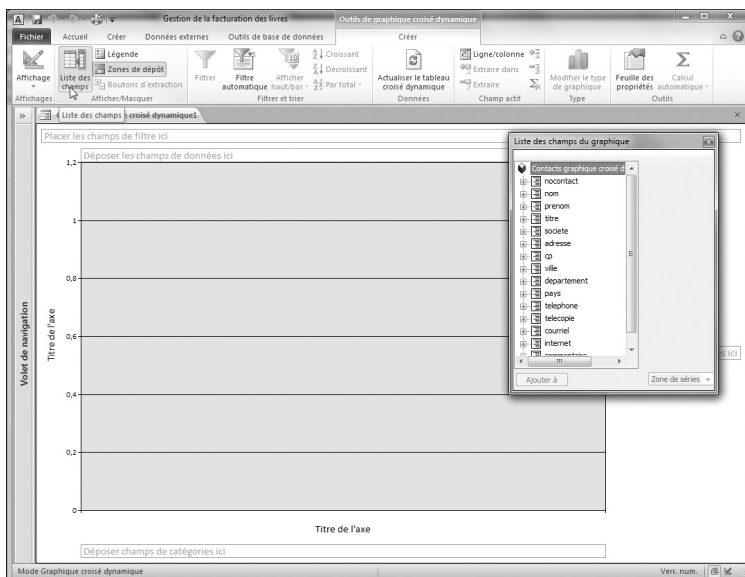 Gestion de la facturation des livres
Outils de graphique croisé dynamique
Fichier Accueil Créer Données externes Outils de base de données Créer
Affichage
Liste des champs
Légende
Zones de dépôt
Boutons d'extraction
Filtrer
Filtre automatique
Afficher haut/bas
Croissant
Décroissant
Par total
Actualiser le tableau croisé dynamique
Ligne/colonne
Extraire dans
Extraire
Modifier le type de graphique
Feuille des propriétés
Calcul automatique
Affichages Afficher/Masquer Filtrer et trier Données Champ actif Type Outils
Liste des champs
croisé dynamique1
Placer les champs de filtre ici
Déposer les champs de données ici
1,2
1
0,8
0,6
0,4
0,2
0
Titre de l'axe
Titre de l'axe
Déposer champs de catégories ici
Volet de navigation
Liste des champs du graphique
Contacts graphique croisé d
nocontact
nom
prenom
titre
societe
adresse
cp
ville
departement
pays
telephone
telecopie
courriel
internet
commentaire
Ajouter à
Zone de séries
es ici
Mode Graphique croisé dynamique
Verr. num.